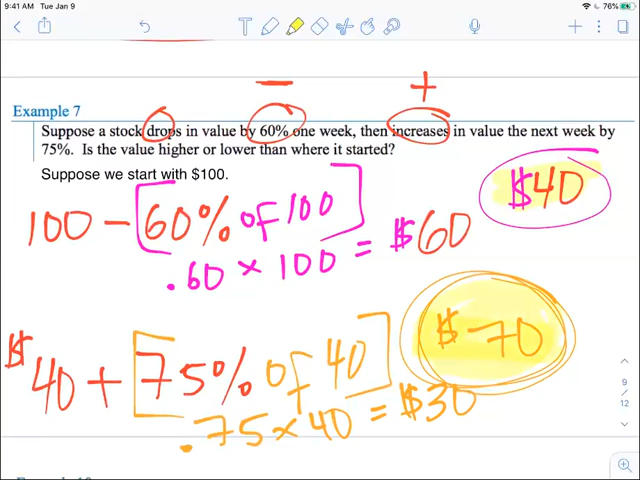 9:41 AM Tue Jan 9
76%
Example 7
− +
Suppose a stock drops in value by 60% one week, then increases in value the next week by
75%. Is the value higher or lower than where it started?
Suppose we start with $100.
$40
100 − [60% of 100]
.60 × 100 = $60
$70
$40 + [75% of 40]
.75 × 40 = $30
9
/
12